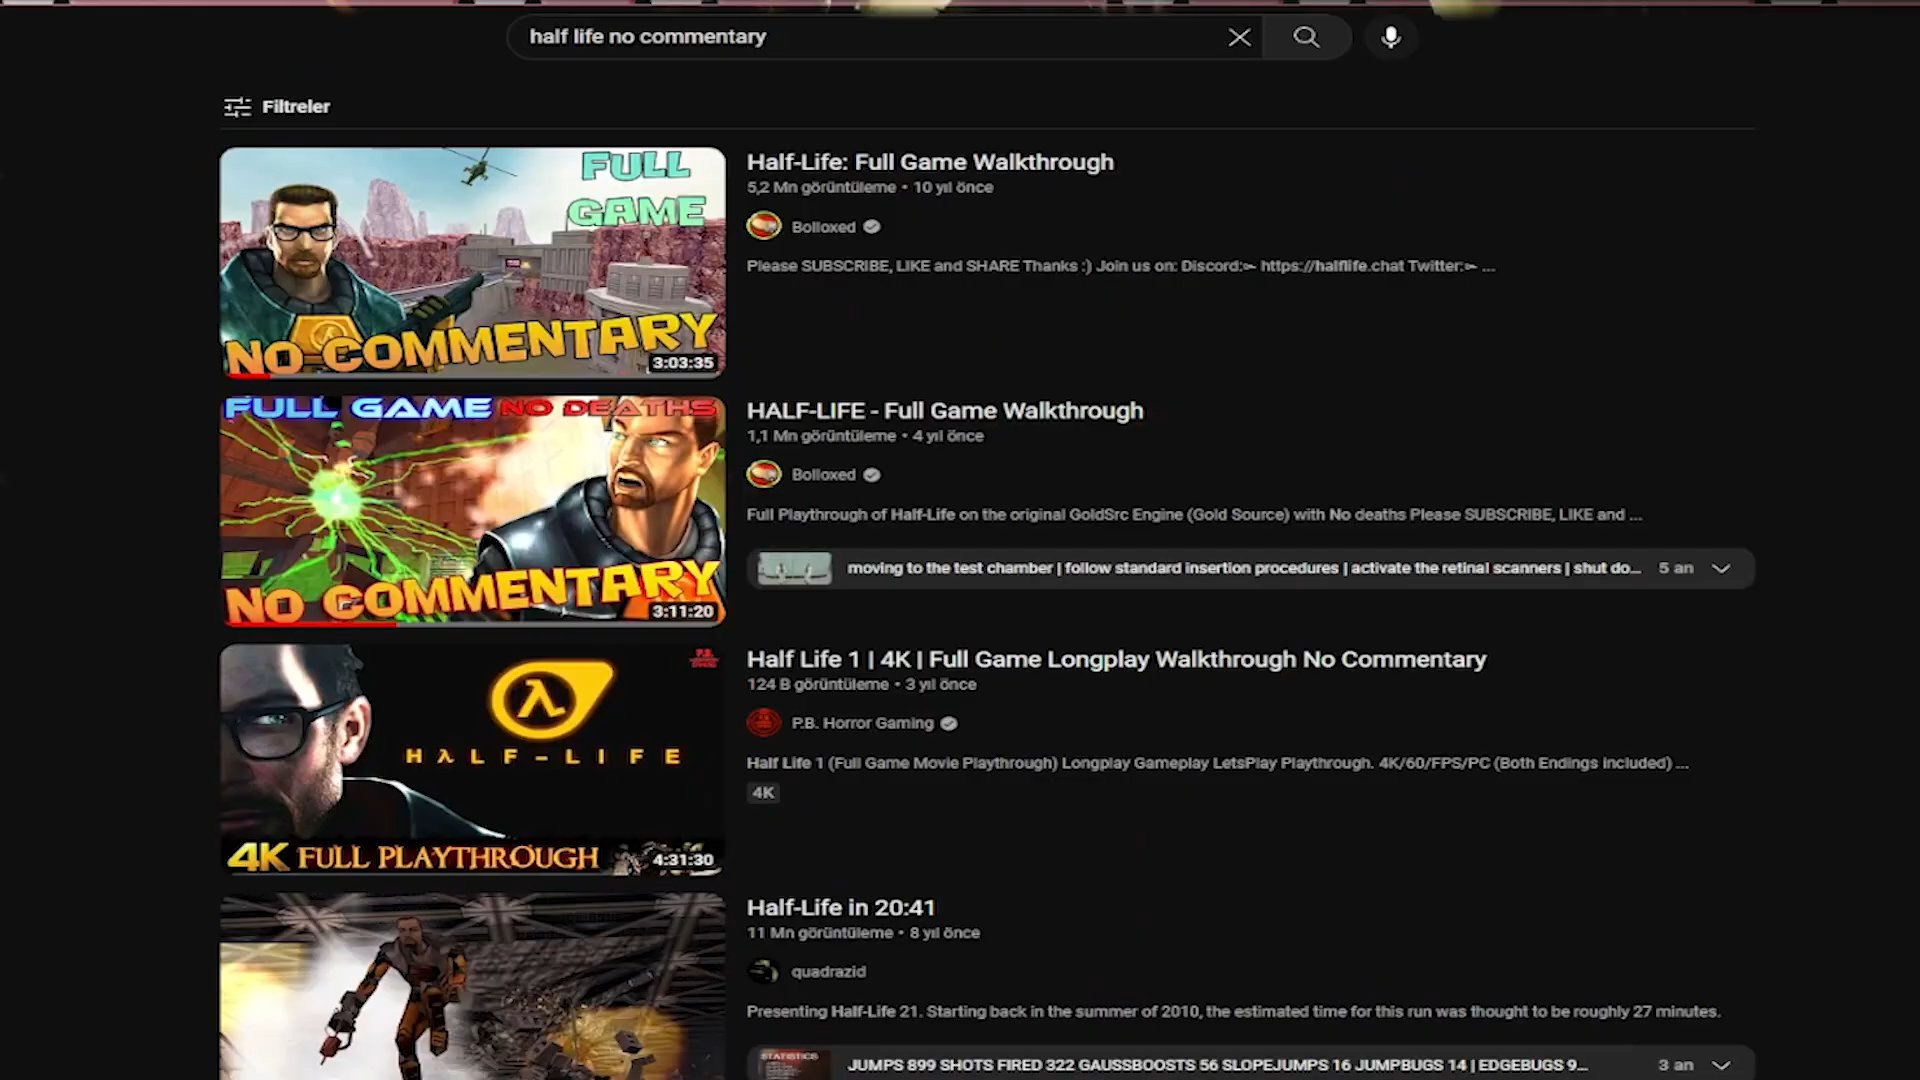 half life no commentary
Filtreler
FULL
GAME
NO COMMENTARY
3:03:35
Half-Life: Full Game Walkthrough
5,2 Mn görüntüleme • 10 yıl önce
Bolloxed
Please SUBSCRIBE, LIKE and SHARE Thanks :) Join us on: Discord:► https://halflife.chat Twitter:► ...
FULL GAME NO DEATHS
NO COMMENTARY
3:11:20
HALF-LIFE - Full Game Walkthrough
1,1 Mn görüntüleme • 4 yıl önce
Bolloxed
Full Playthrough of Half-Life on the original GoldSrc Engine (Gold Source) with No deaths Please SUBSCRIBE, LIKE and ...
moving to the test chamber | follow standard insertion procedures | activate the retinal scanners | shut do... 5 an
P.B.
HλLF-LIFE
4K FULL PLAYTHROUGH
4:31:30
Half Life 1 | 4K | Full Game Longplay Walkthrough No Commentary
124 B görüntüleme • 3 yıl önce
P.B. Horror Gaming
Half Life 1 (Full Game Movie Playthrough) Longplay Gameplay LetsPlay Playthrough. 4K/60/FPS/PC (Both Endings included) ...
4K
Half-Life in 20:41
11 Mn görüntüleme • 8 yıl önce
quadrazid
Presenting Half-Life 21. Starting back in the summer of 2010, the estimated time for this run was thought to be roughly 27 minutes.
STATISTICS
JUMPS 899 SHOTS FIRED 322 GAUSSBOOSTS 56 SLOPEJUMPS 16 JUMPBUGS 14 | EDGEBUGS 9... 3 an